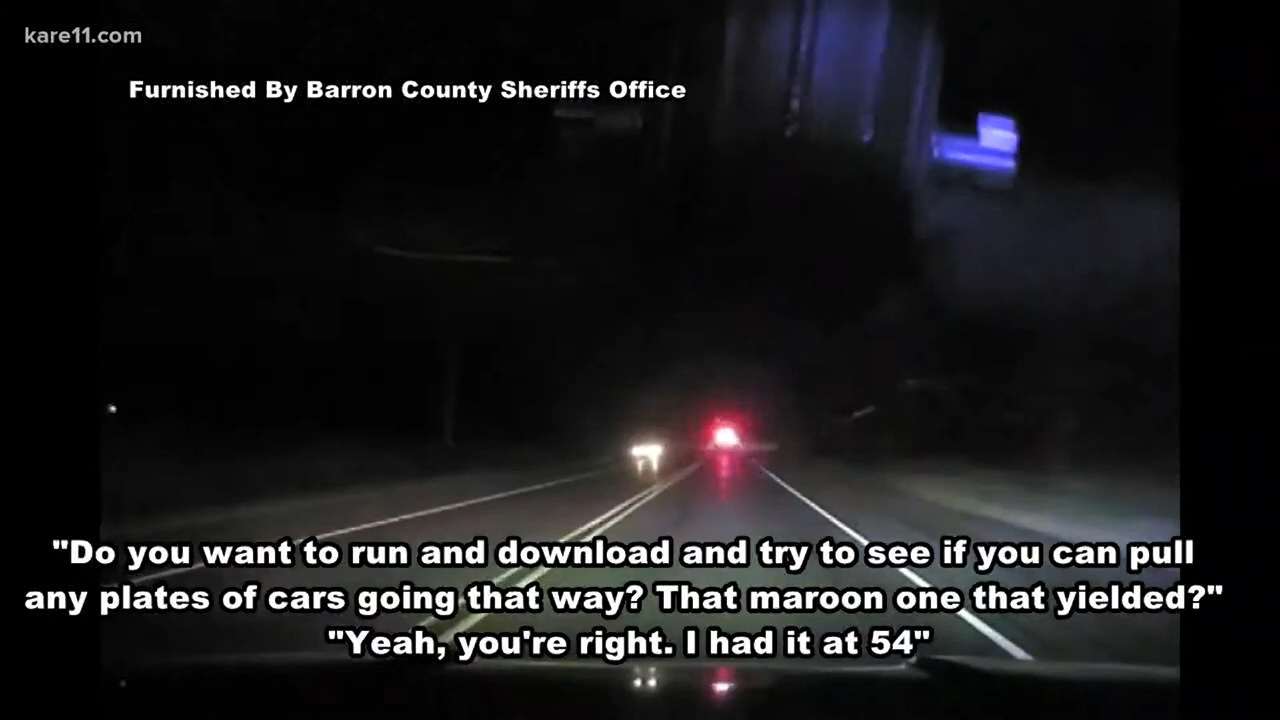 kare11.com
Furnished By Barron County Sheriffs Office
"Do you want to run and download and try to see if you can pull
any plates of cars going that way? That maroon one that yielded?"
"Yeah, you're right. I had it at 54"